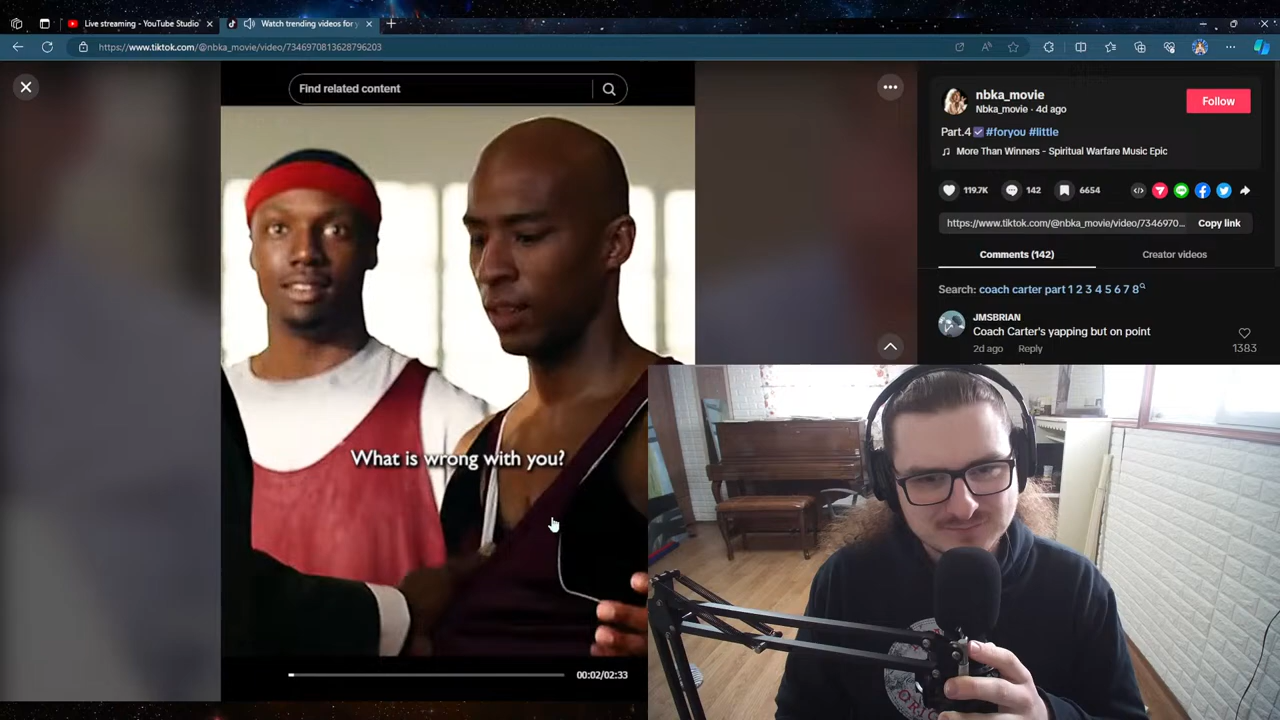 Live streaming - YouTube Studio
Watch trending videos for y
https://www.tiktok.com/@nbka_movie/video/7346970813628796203
Find related content
nbka_movie
Nbka_movie · 4d ago
Follow
Part.4☑️ #foryou #little
More Than Winners - Spiritual Warfare Music Epic
119.7K
142
6654
https://www.tiktok.com/@nbka_movie/video/7346970...
Copy link
Comments (142)
Creator videos
Search: coach carter part 1 2 3 4 5 6 7 8
JMSBRIAN
Coach Carter's yapping but on point
2d ago
Reply
1383
What is wrong with you?
00:02/02:33